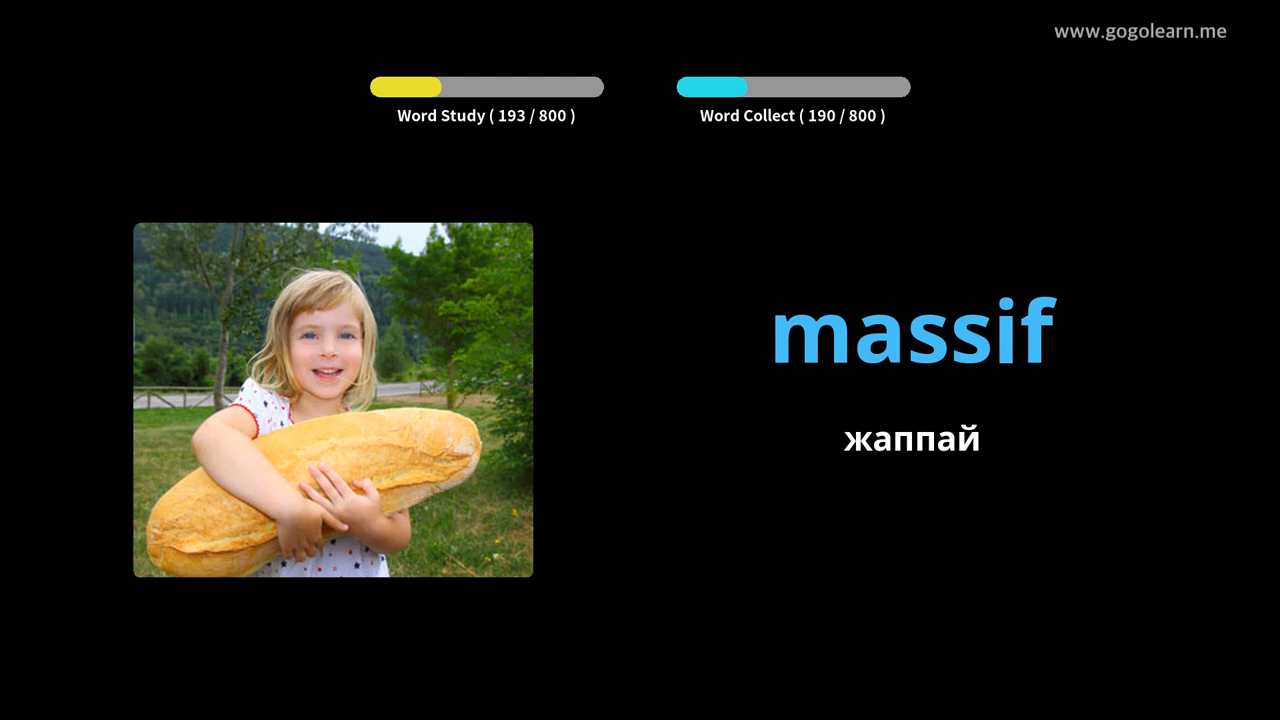 www.gogolearn.me
Word Study ( 193 / 800 )
Word Collect ( 190 / 800 )
massif
жаппай